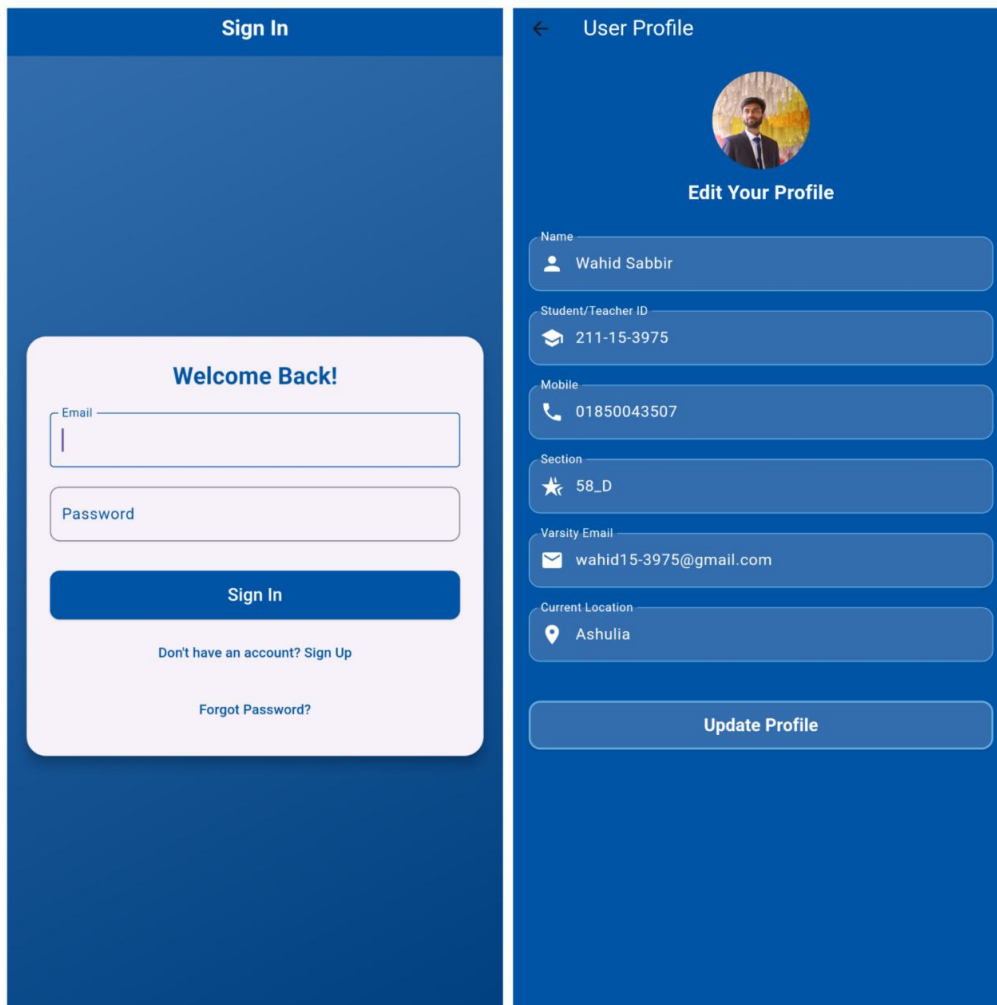 Sign In
Welcome Back!
Email
Password
Sign In
Don't have an account? Sign Up
Forgot Password?
User Profile
Edit Your Profile
Name
Wahid Sabbir
Student/Teacher ID
211-15-3975
Mobile
01850043507
Section
58_D
Varsity Email
wahid15-3975@gmail.com
Current Location
Ashulia
Update Profile